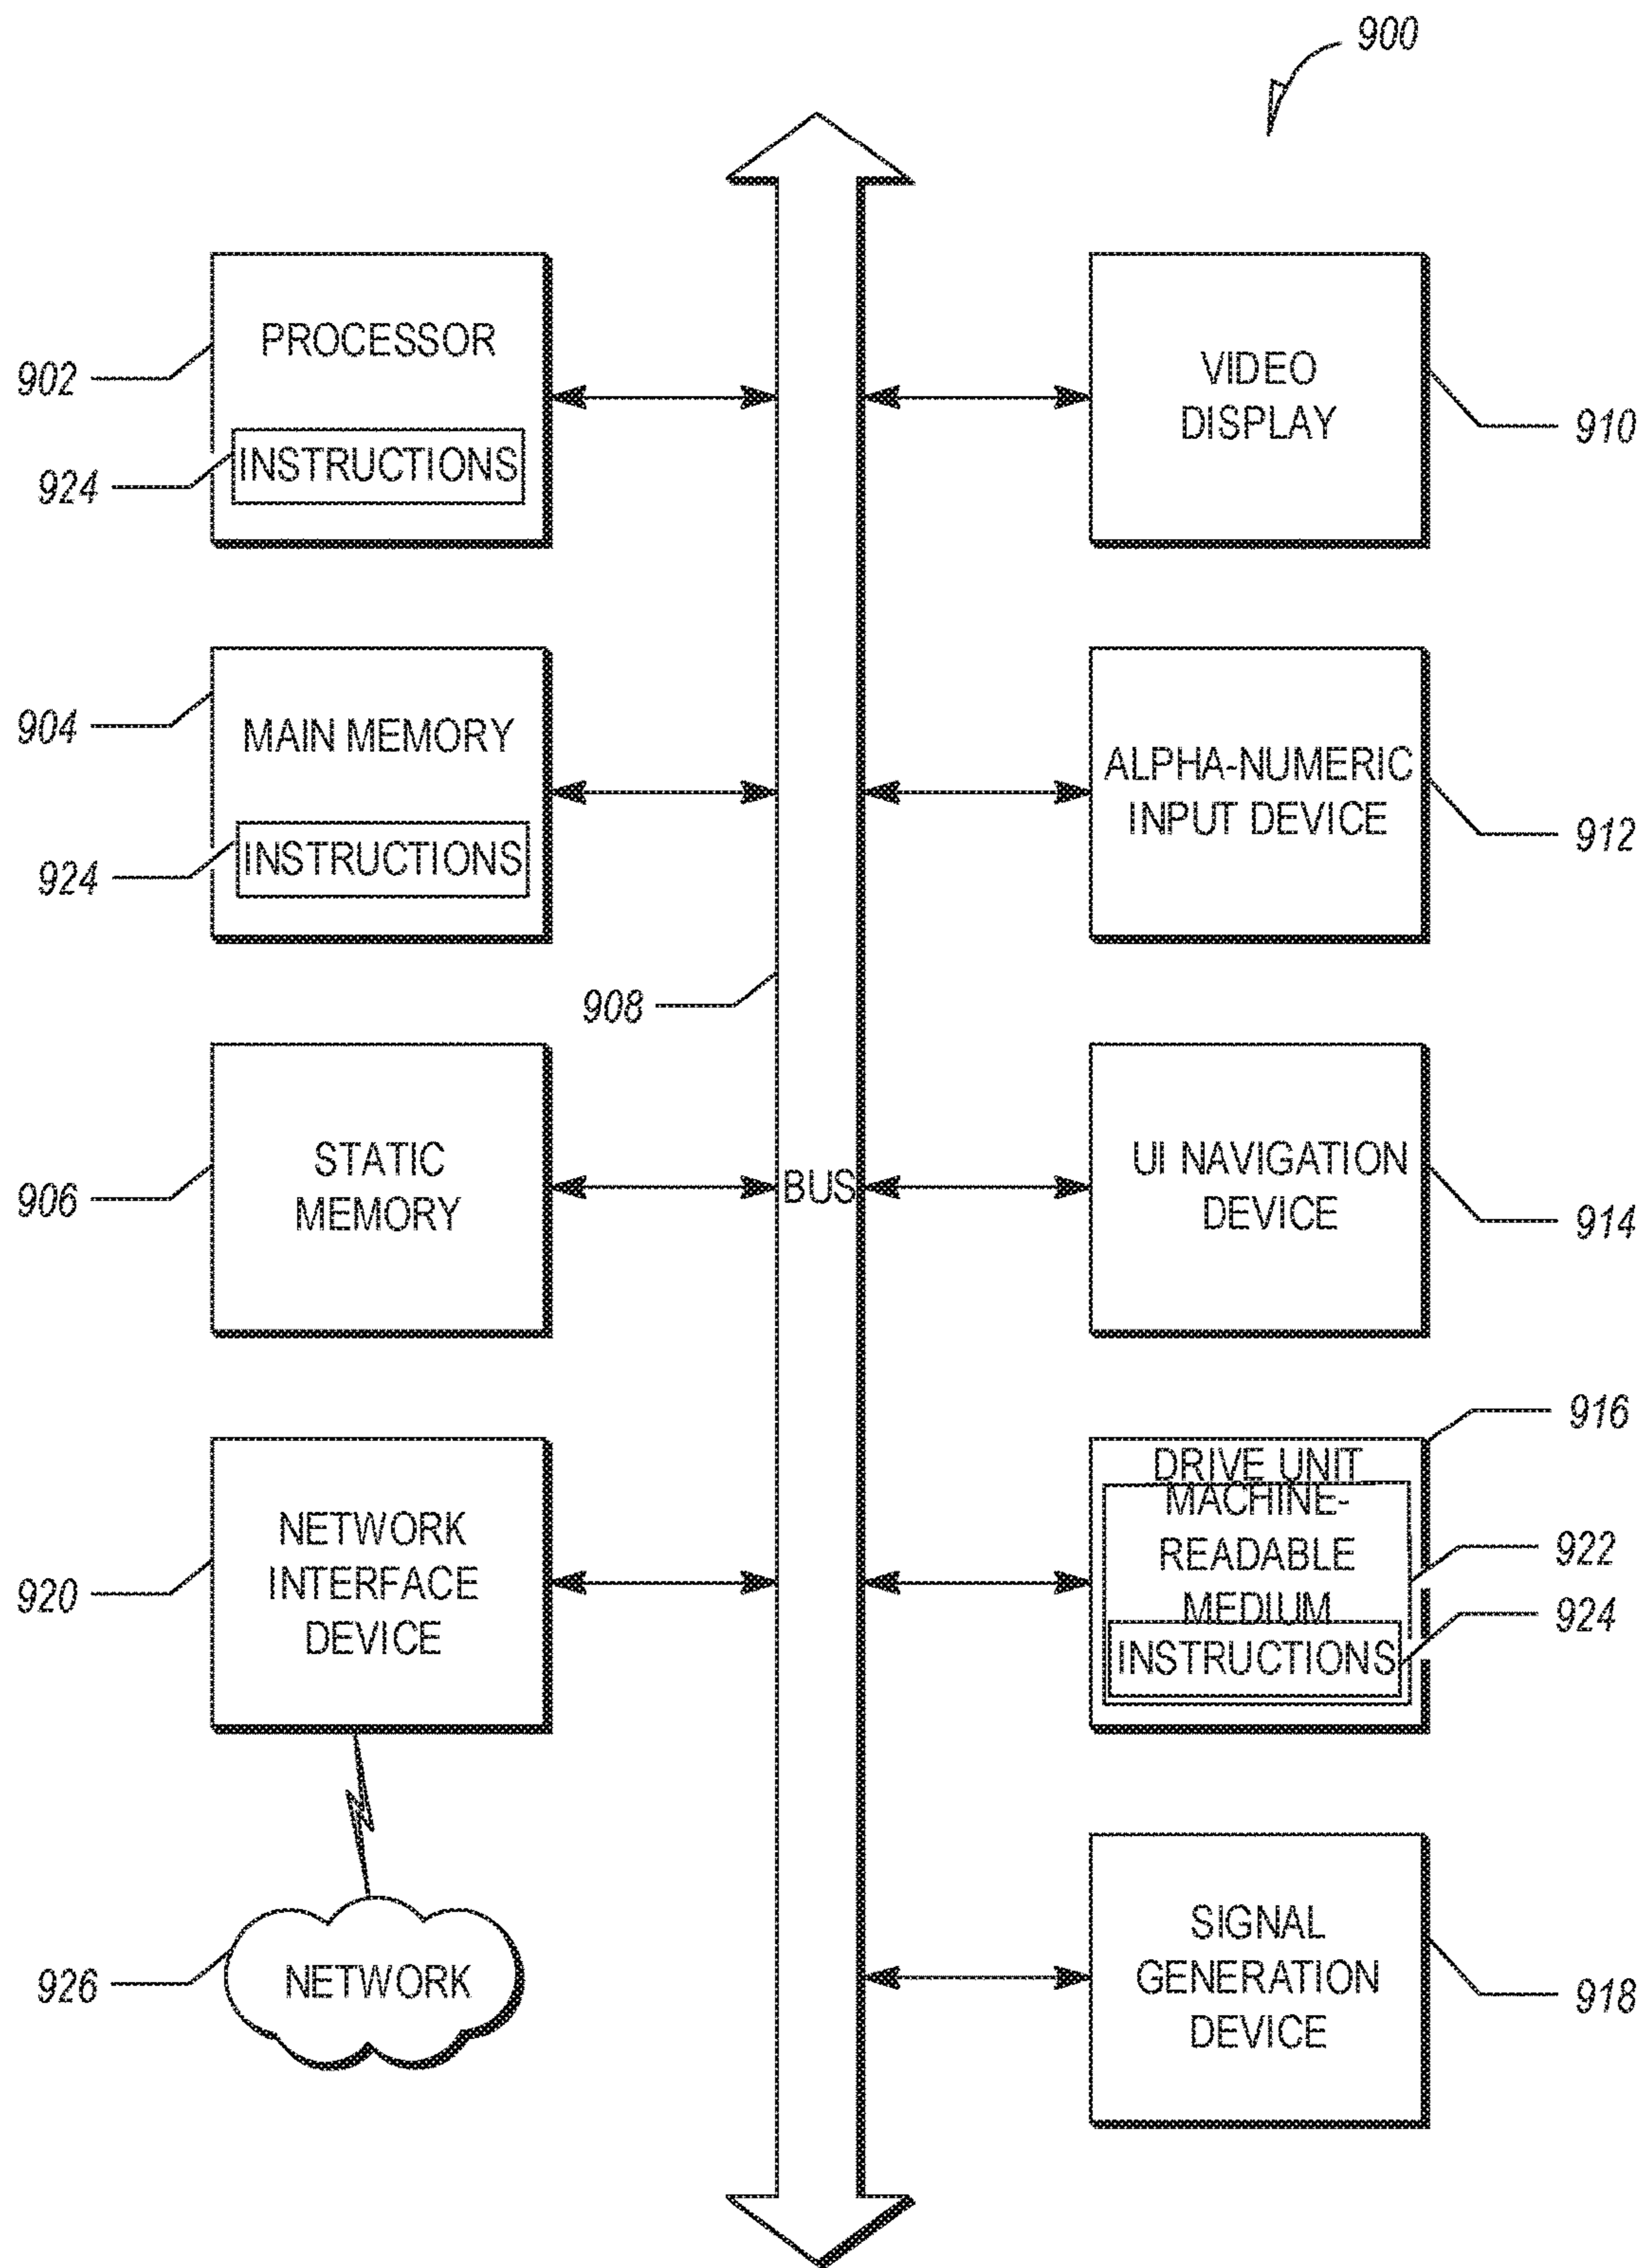 900
PROCESSOR
902
INSTRUCTIONS
924
VIDEO
DISPLAY
910
MAIN MEMORY
904
INSTRUCTIONS
924
ALPHA-NUMERIC
INPUT DEVICE
912
908
STATIC
MEMORY
906
BUS
UI NAVIGATION
DEVICE
914
NETWORK
INTERFACE
DEVICE
920
916
DRIVE UNIT
MACHINE-
READABLE
MEDIUM
922
924
INSTRUCTIONS
NETWORK
926
SIGNAL
GENERATION
DEVICE
918